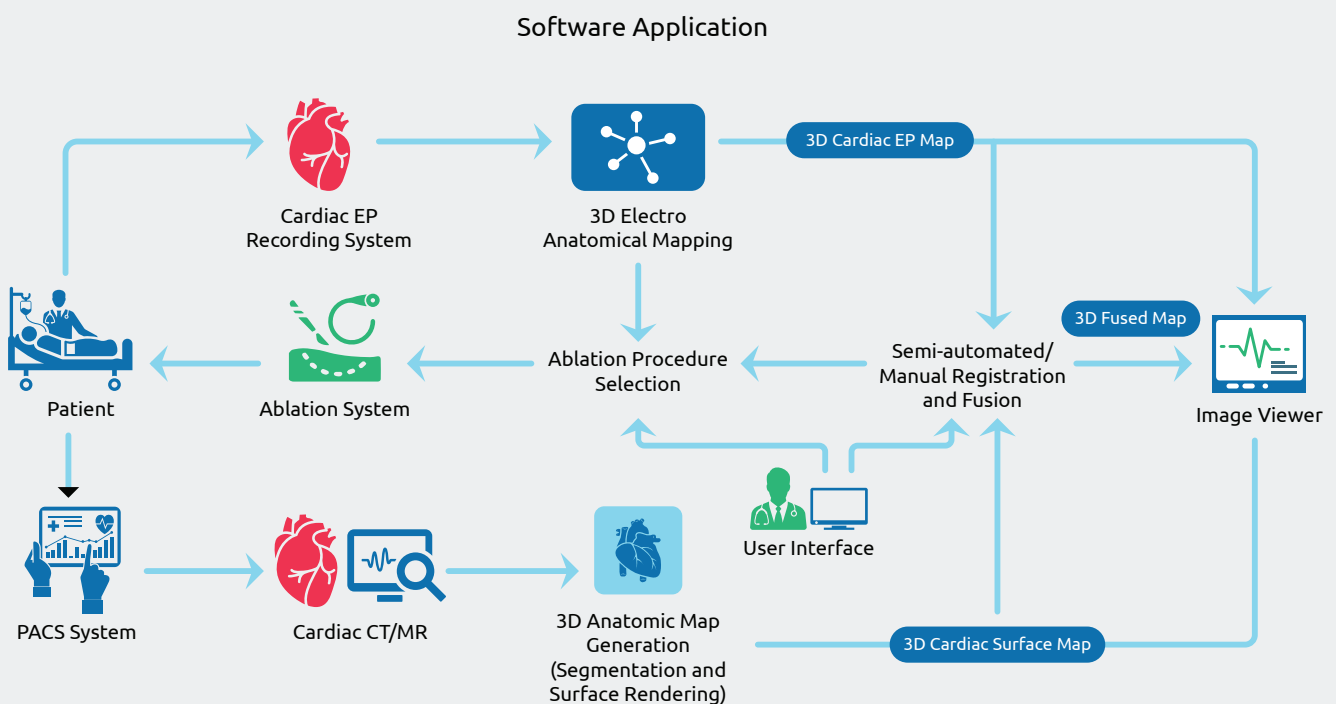 Software Application
3D Cardiac EP Map
Cardiac EP
Recording System
3D Electro
Anatomical Mapping
3D Fused Map
Patient
Ablation System
Ablation Procedure
Selection
Semi-automated/
Manual Registration
and Fusion
Image Viewer
User Interface
PACS System
Cardiac CT/MR
3D Anatomic Map
Generation
(Segmentation and
Surface Rendering)
3D Cardiac Surface Map